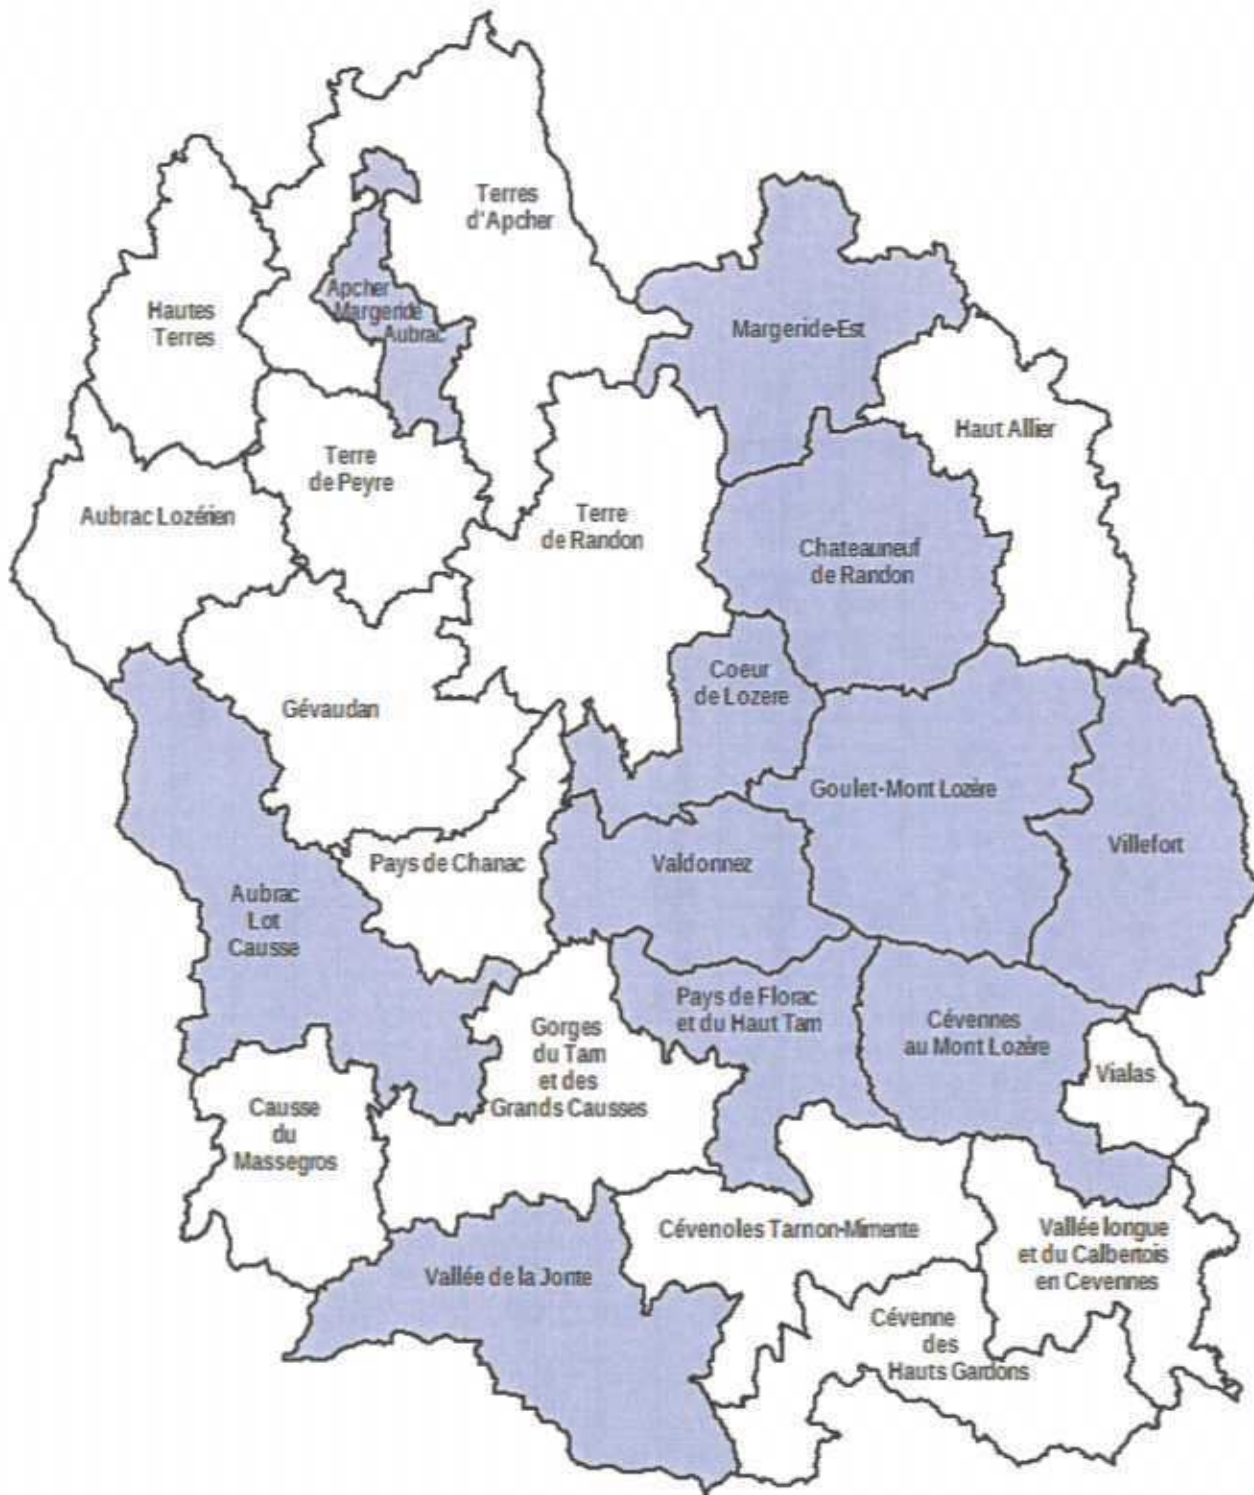 Terres
d'Apcher
Apcher
Margeride
Aubrac
Hautes
Terres
Margeride-Est
Haut Allier
Terre
de Peyre
Aubrac Lozérien
Terre
de Randon
Chateauneuf
de Randon
Coeur
de Lozere
Gévaudan
Goulet-Mont Lozère
Villefort
Pays de Chanac
Valdonnez
Aubrac
Lot
Causse
Pays de Florac
et du Haut Tarn
Cévennes
au Mont Lozère
Gorges
du Tarn
et des
Grands Causses
Vialas
Causse
du
Massegros
Cévenoles Tarnon-Mimente
Vallée longue
et du Calbertois
en Cevennes
Vallée de la Jonte
Cévenne
des
Hauts Gardons